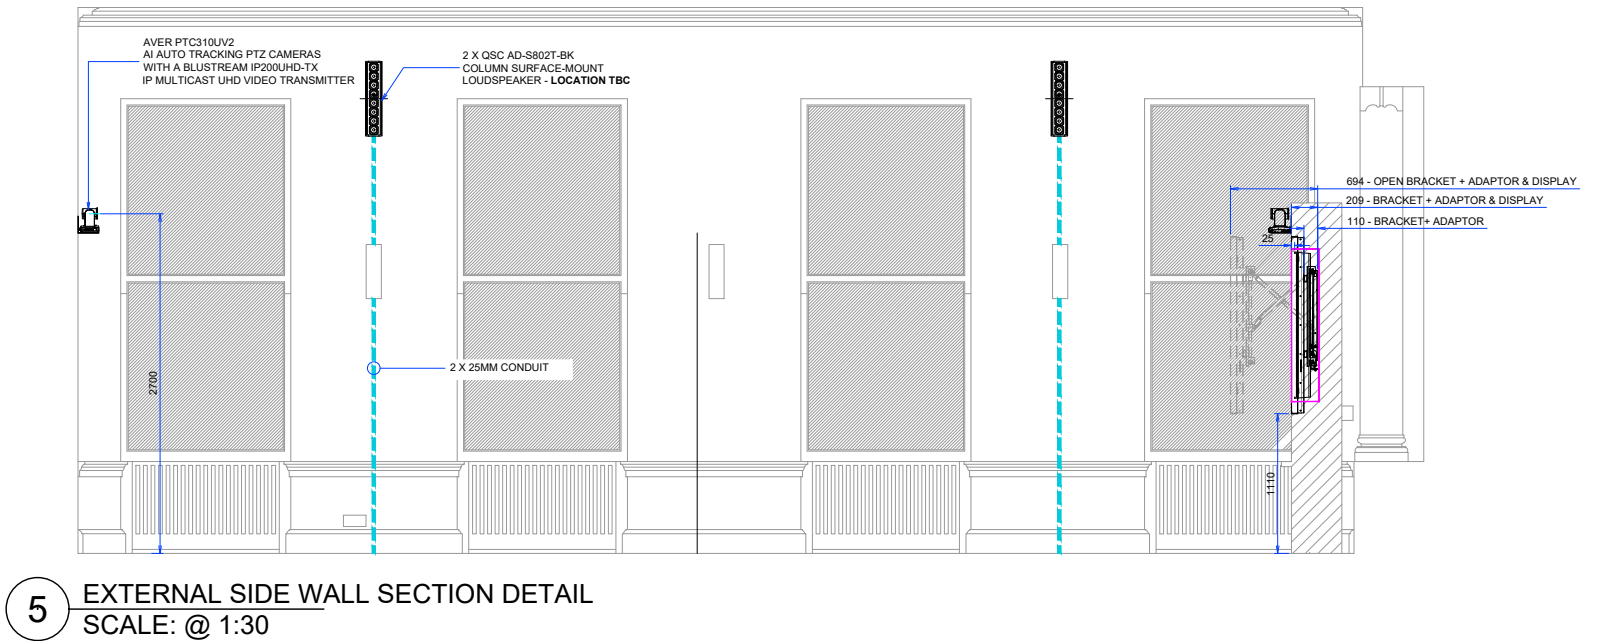 AVER PTC310UV2
AI AUTO TRACKING PTZ CAMERAS
WITH A BLUSTREAM IP200UHD-TX
IP MULTICAST UHD VIDEO TRANSMITTER
2 X QSC AD-S802T-BK
COLUMN SURFACE-MOUNT
LOUDSPEAKER - LOCATION TBC
694 - OPEN BRACKET + ADAPTOR & DISPLAY
209 - BRACKET + ADAPTOR & DISPLAY
110 - BRACKET+ ADAPTOR
25
2 X 25MM CONDUIT
2700
1110
5
EXTERNAL SIDE WALL SECTION DETAIL
SCALE: @ 1:30